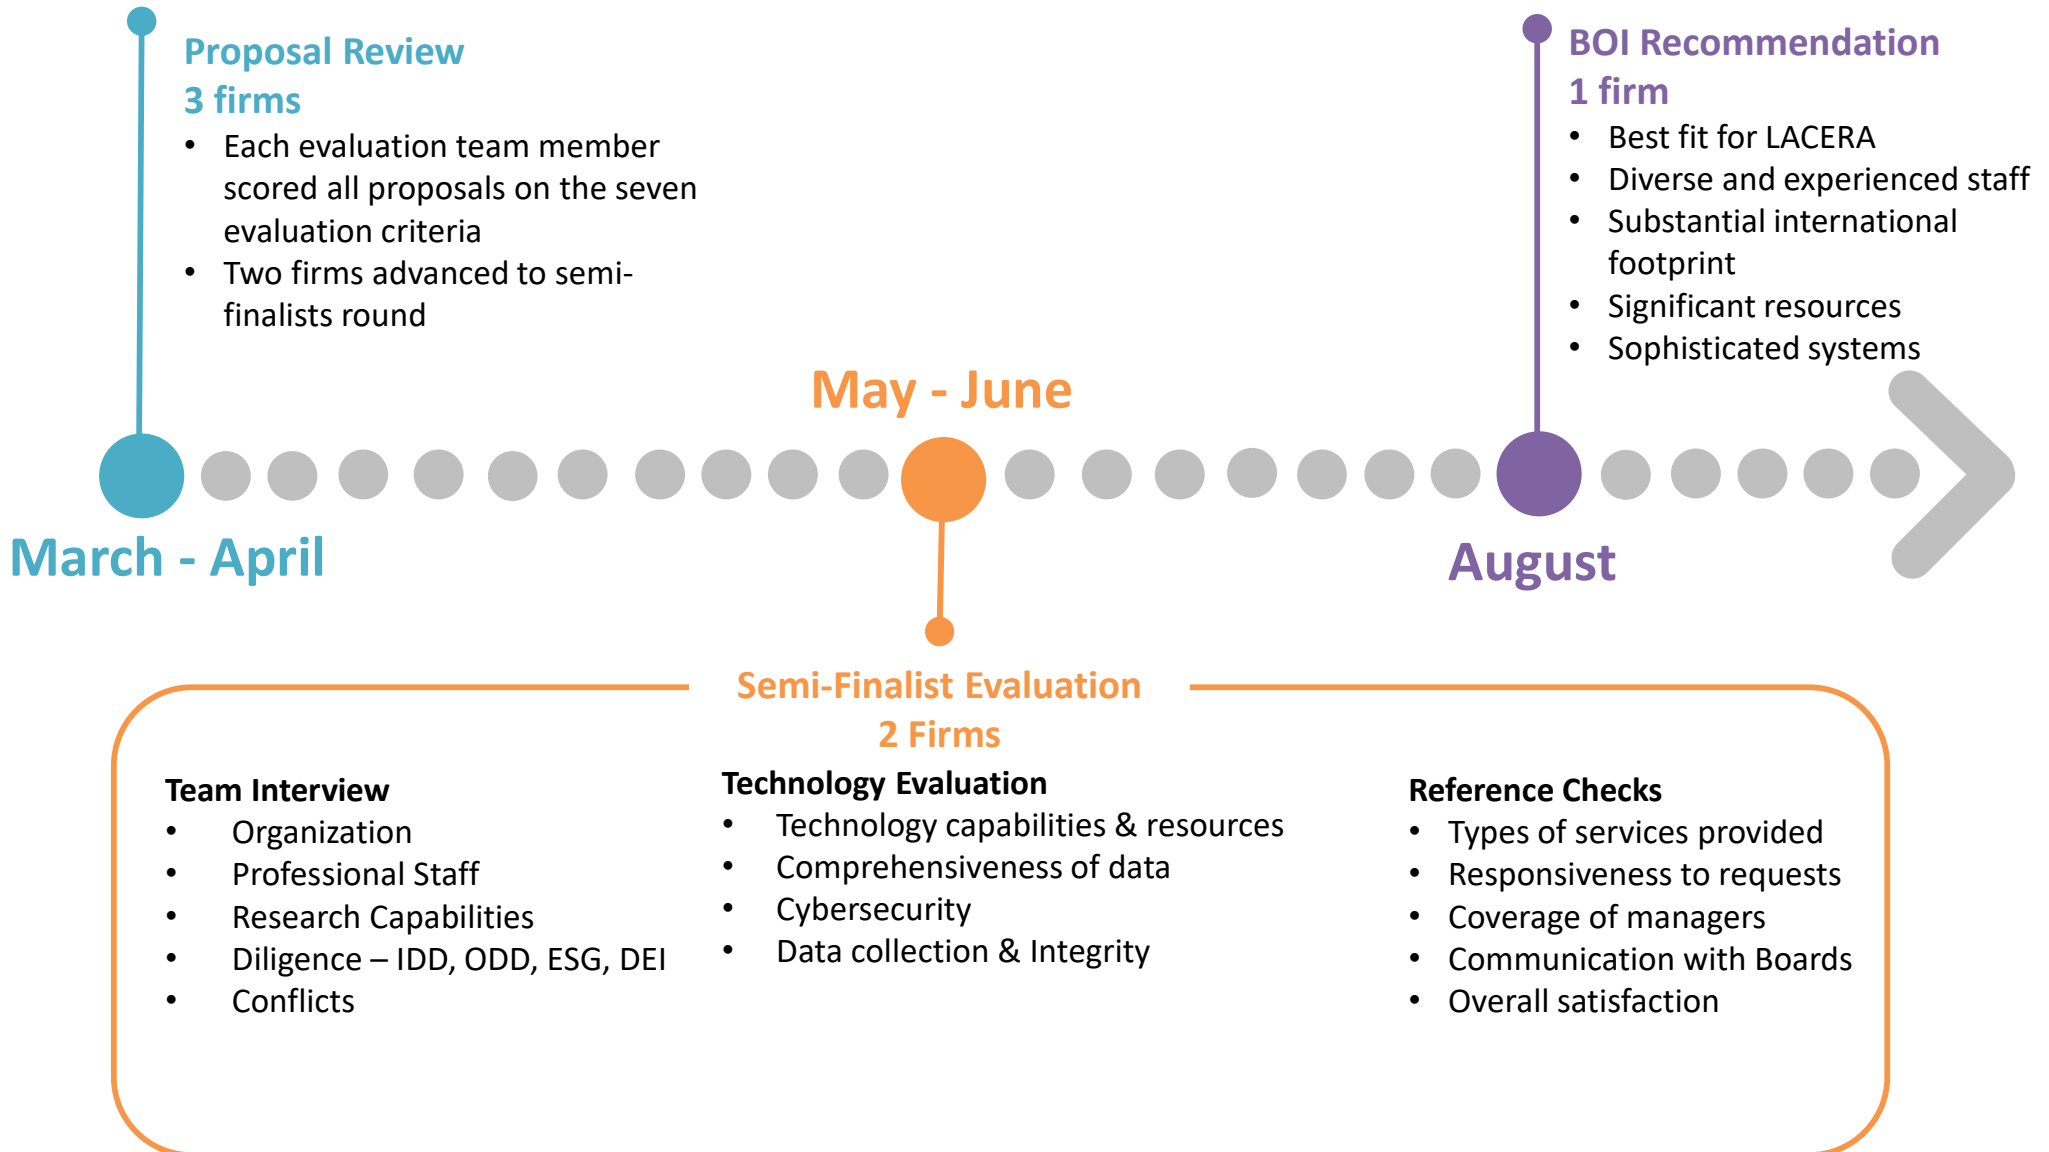 Proposal Review
3 firms
• Each evaluation team member
scored all proposals on the seven
evaluation criteria
• Two firms advanced to semi-
finalists round
BOI Recommendation
1 firm
• Best fit for LACERA
• Diverse and experienced staff
• Substantial international
footprint
• Significant resources
• Sophisticated systems
May - June
March - April
August
Semi-Finalist Evaluation
2 Firms
Team Interview
• Organization
• Professional Staff
• Research Capabilities
• Diligence – IDD, ODD, ESG, DEI
• Conflicts
Technology Evaluation
• Technology capabilities & resources
• Comprehensiveness of data
• Cybersecurity
• Data collection & Integrity
Reference Checks
• Types of services provided
• Responsiveness to requests
• Coverage of managers
• Communication with Boards
• Overall satisfaction